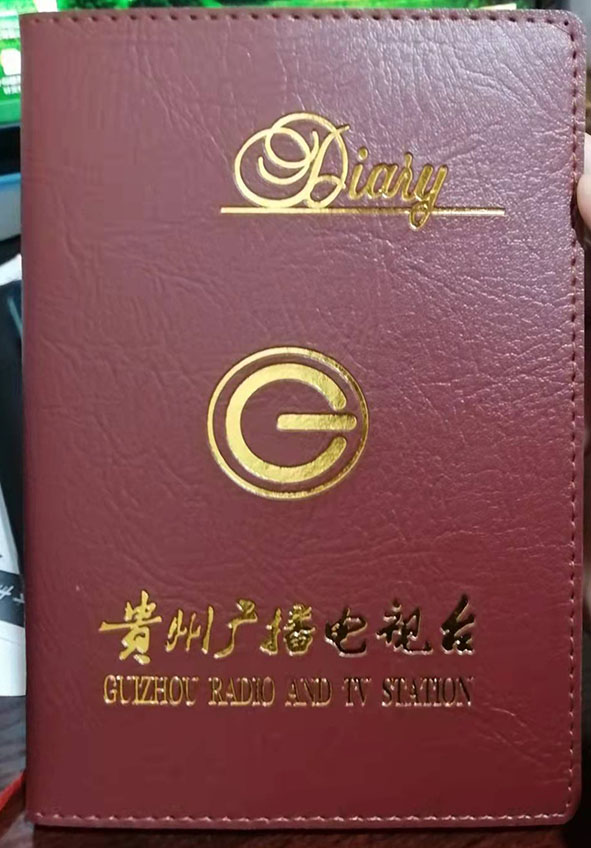 Diary
贵州广播电视台
GUIZHOU RADIO AND TV STATION